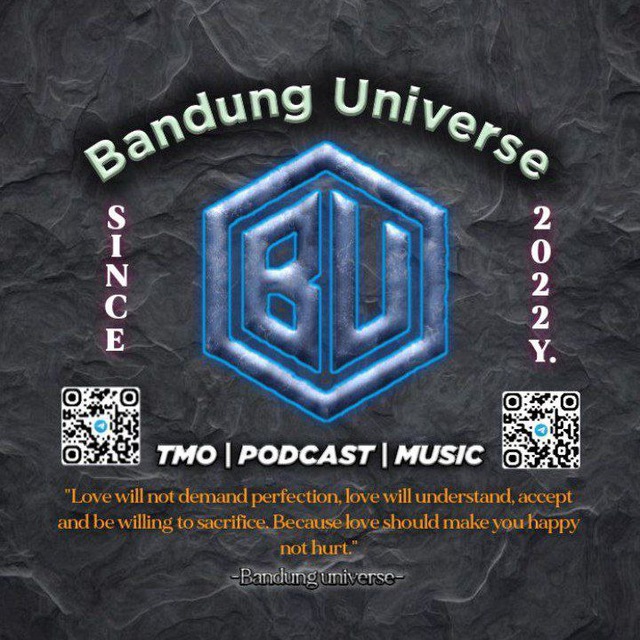 Bandung Universe
SINCE
2022Y.
BU
TMO | PODCAST | MUSIC
"Love will not demand perfection, love will understand, accept
and be willing to sacrifice. Because love should make you happy
not hurt."
-Bandung universe-